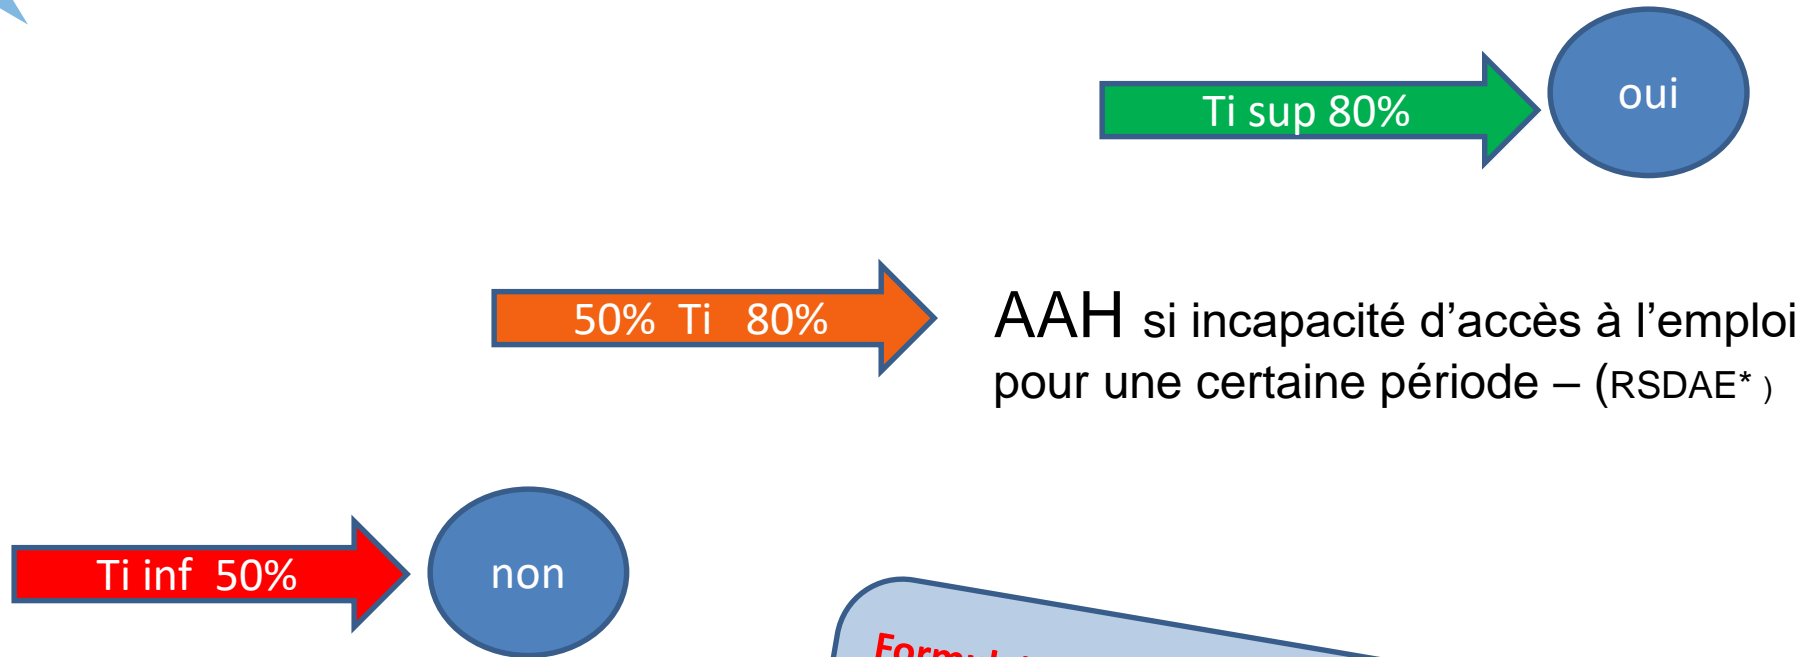 Ti sup 80%
oui
50%  Ti   80%
AAH si incapacité d’accès à l’emploi
pour une certaine période – (RSDAE* )
Ti inf  50%
non